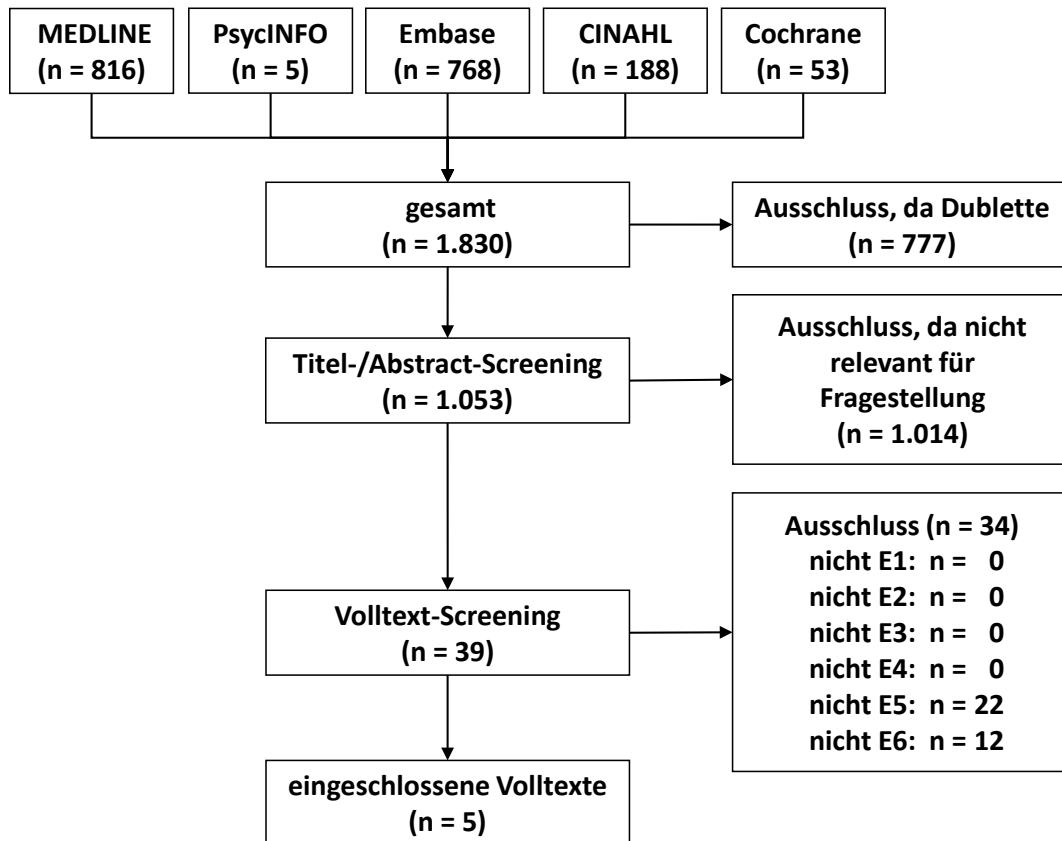 MEDLINE
(n = 816)
PsycINFO
(n = 5)
Embase
(n = 768)
CINAHL
(n = 188)
Cochrane
(n = 53)
gesamt
(n = 1.830)
Ausschluss, da Dublette
(n = 777)
Titel-/Abstract-Screening
(n = 1.053)
Ausschluss, da nicht
relevant für
Fragestellung
(n = 1.014)
Volltext-Screening
(n = 39)
Ausschluss (n = 34)
nicht E1: n = 0
nicht E2: n = 0
nicht E3: n = 0
nicht E4: n = 0
nicht E5: n = 22
nicht E6: n = 12
eingeschlossene Volltexte
(n = 5)